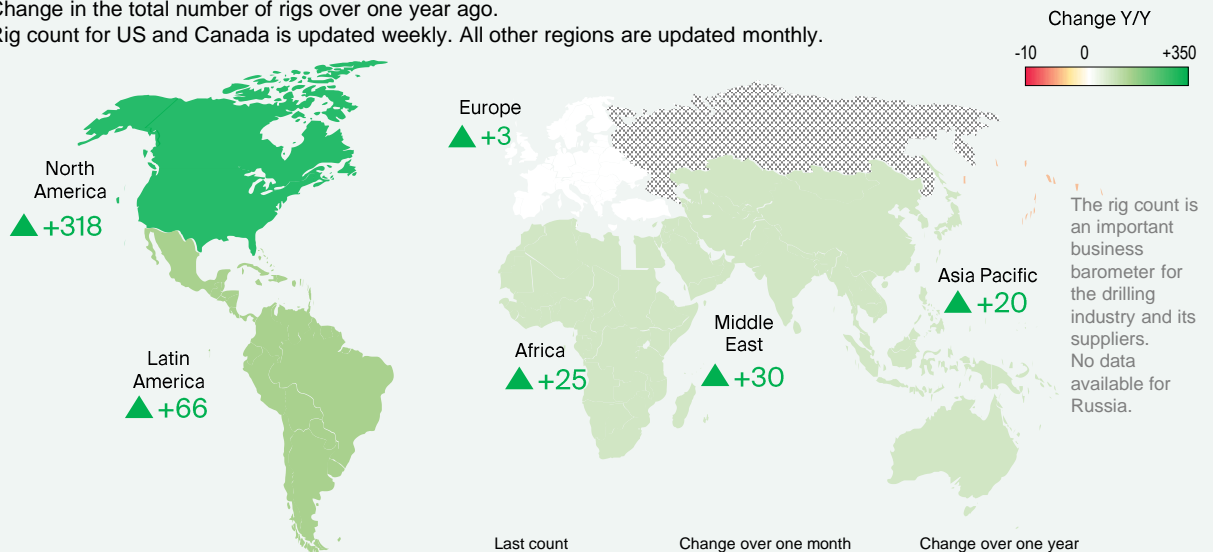 Change in the total number of rigs over one year ago.
Rig count for US and Canada is updated weekly. All other regions are updated monthly.
Change Y/Y
-10 0 +350
Europe
+3
North
America
+318
The rig count is
an important
business
barometer for
the drilling
industry and its
suppliers.
No data
available for
Russia.
Asia Pacific
+20
Middle
East
+30
Africa
+25
Latin
America
+66
Last count Change over one month Change over one year